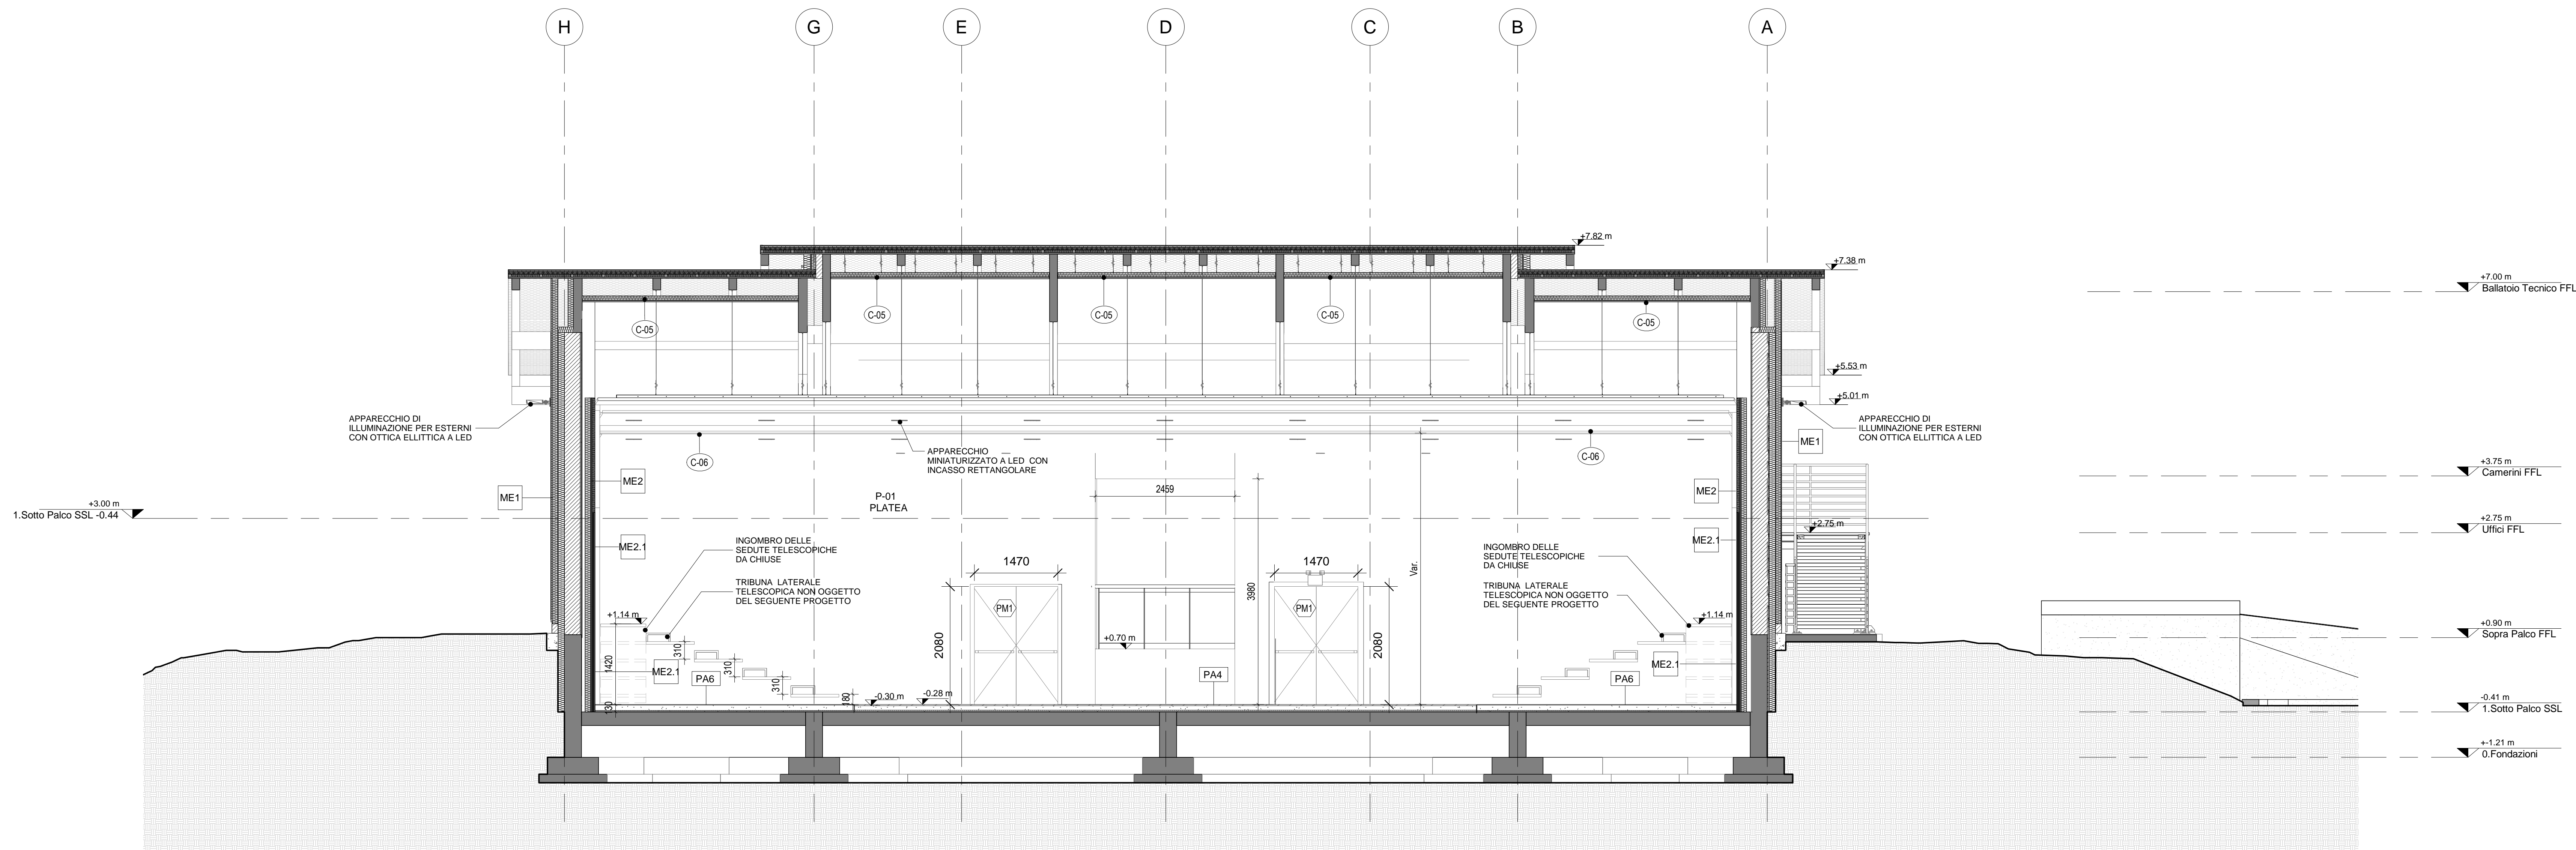 H
G
E
D
C
B
A
+7.82 m
+7.38 m
+7.00 m
Ballatoio Tecnico FFL
C-05
C-05
C-05
C-05
C-05
+5.53 m
+5.01 m
APPARECCHIO DI
ILLUMINAZIONE PER ESTERNI
CON OTTICA ELLITTICA A LED
APPARECCHIO DI
ILLUMINAZIONE PER ESTERNI
CON OTTICA ELLITTICA A LED
ME1
C-06
APPARECCHIO
MINIATURIZZATO A LED CON
INCASSO RETTANGOLARE
C-06
+3.75 m
Camerini FFL
ME2
ME2
ME1
P-01
PLATEA
2459
+3.00 m
1.Sotto Palco SSL -0.44
+2.75 m
+2.75 m
Uffici FFL
ME2.1
ME2.1
INGOMBRO DELLE
SEDUTE TELESCOPICHE
DA CHIUSE
INGOMBRO DELLE
SEDUTE TELESCOPICHE
DA CHIUSE
1470
1470
Var.
3980
TRIBUNA LATERALE
TELESCOPICA NON OGGETTO
DEL SEGUENTE PROGETTO
TRIBUNA LATERALE
TELESCOPICA NON OGGETTO
DEL SEGUENTE PROGETTO
PM1
PM1
+1.14 m
+1.14 m
+0.90 m
Sopra Palco FFL
+0.70 m
2080
2080
310
310
310
1420
180
130
ME2.1
ME2.1
PA6
PA4
PA6
-0.30 m
-0.28 m
-0.41 m
1.Sotto Palco SSL
+-1.21 m
0.Fondazioni